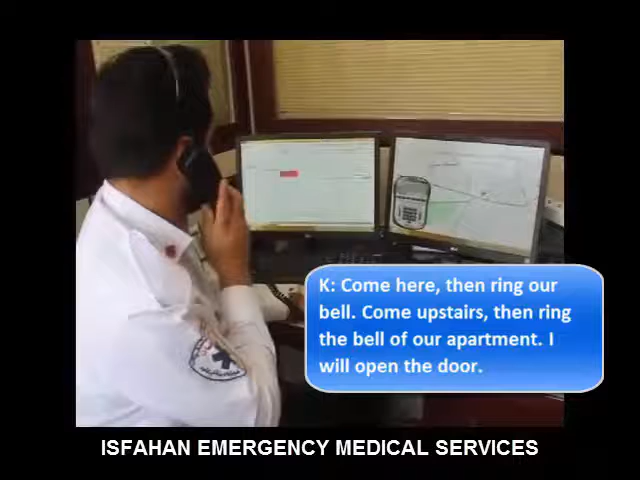 K: Come here, then ring our
bell. Come upstairs, then ring
the bell of our apartment. I
will open the door.
ISFAHAN EMERGENCY MEDICAL SERVICES